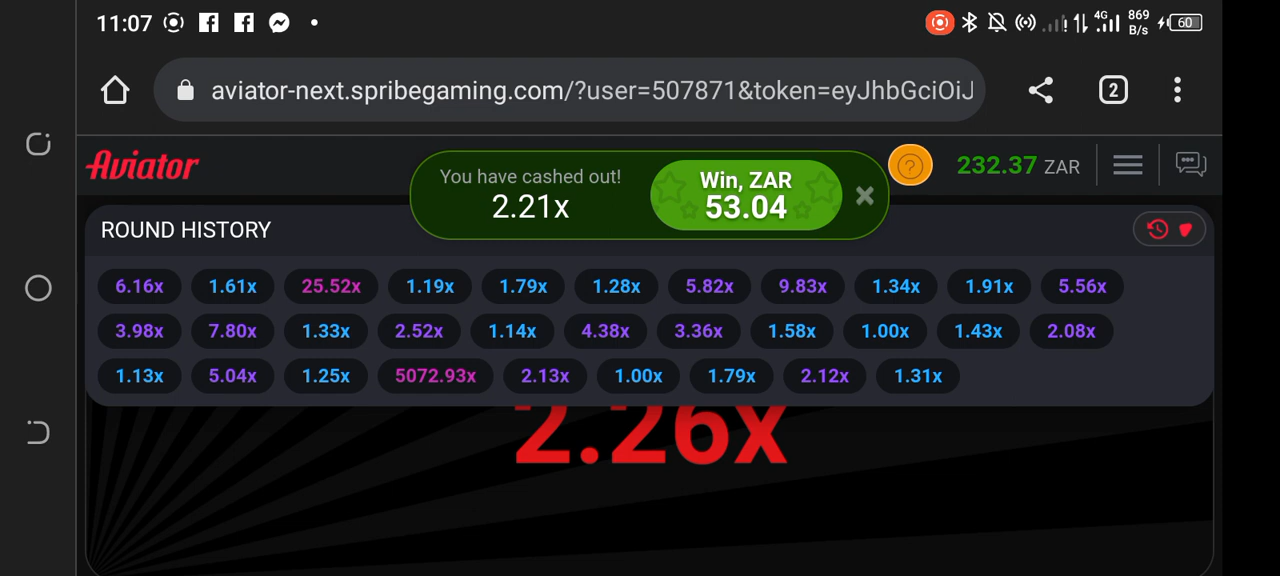 11:07 4G 869 B/s 60
aviator-next.spribegaming.com/?user=507871&token=eyJhbGciOiJ 2
Aviator You have cashed out! 2.21x Win, ZAR 53.04 × ? 232.37 ZAR
ROUND HISTORY
6.16x 1.61x 25.52x 1.19x 1.79x 1.28x 5.82x 9.83x 1.34x 1.91x 5.56x
3.98x 7.80x 1.33x 2.52x 1.14x 4.38x 3.36x 1.58x 1.00x 1.43x 2.08x
1.13x 5.04x 1.25x 5072.93x 2.13x 1.00x 1.79x 2.12x 1.31x
2.26x